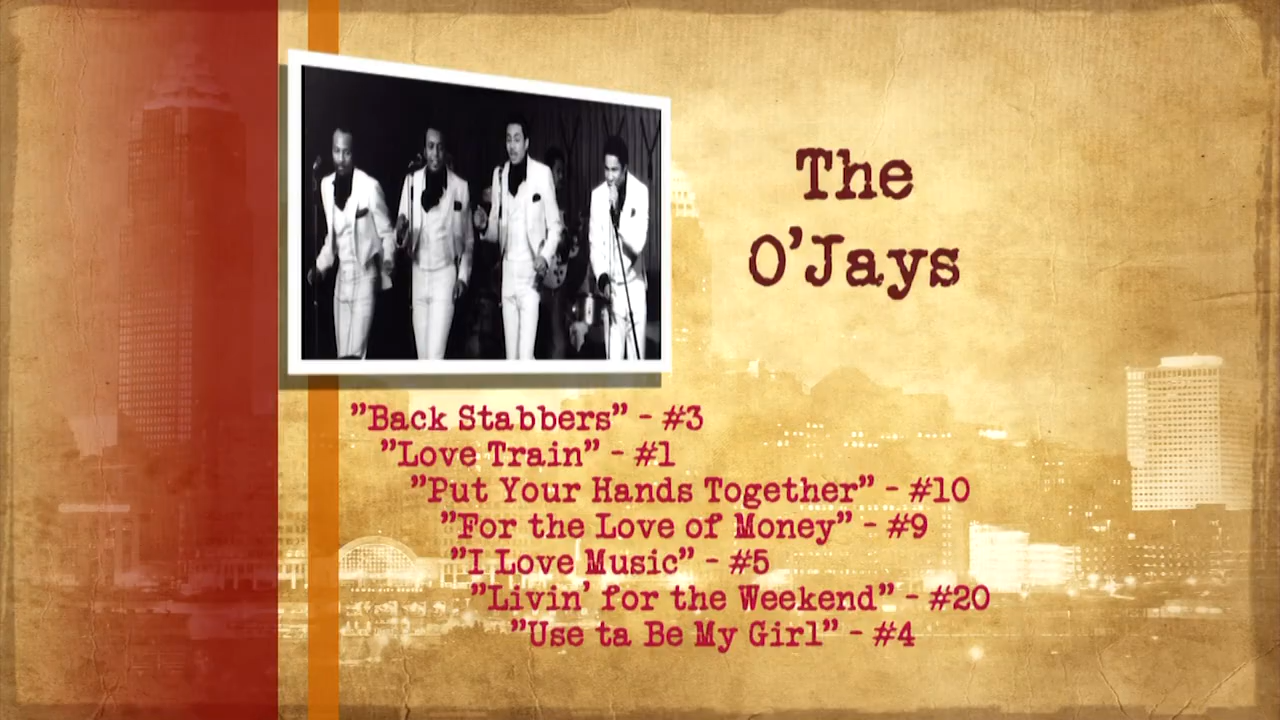 The
O’Jays
”Back Stabbers” - #3
”Love Train” - #1
”Put Your Hands Together” - #10
”For the Love of Money” - #9
”I Love Music” - #5
”Livin’ for the Weekend” - #20
”Use ta Be My Girl” - #4